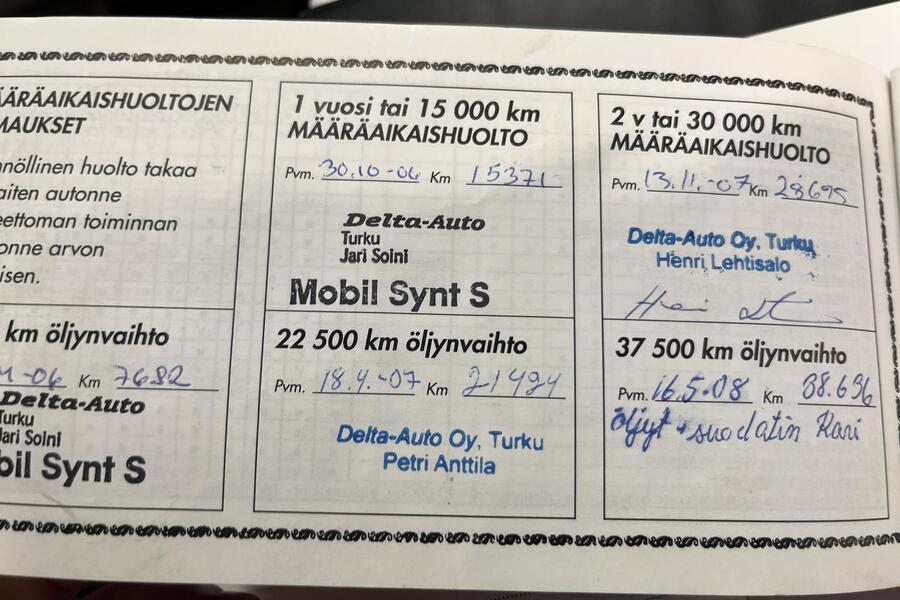 ÄÄRÄAIKAISHUOLTOJEN
MAUKSET
nnöllinen huolto takaa
aiten autonne
eettoman toiminnan
onne arvon
isen.
km öljynvaihto
-06 Km 7682
Delta-Auto
Turku
Jari Soini
bil Synt S
1 vuosi tai 15 000 km
MÄÄRÄAIKAISHUOLTO
Pvm. 30.10-06 Km 15371
Delta-Auto
Turku
Jari Soini
Mobil Synt S
22 500 km öljynvaihto
Pvm. 18.4.-07 Km 21424
Delta-Auto Oy, Turku
Petri Anttila
2 v tai 30 000 km
MÄÄRÄAIKAISHUOLTO
Pvm. 13.11.-07 Km 28695
Delta-Auto Oy, Turku
Henri Lehtisalo
37 500 km öljynvaihto
Pvm. 16.5.08 Km 38.636
öljyt + suodatin Rari